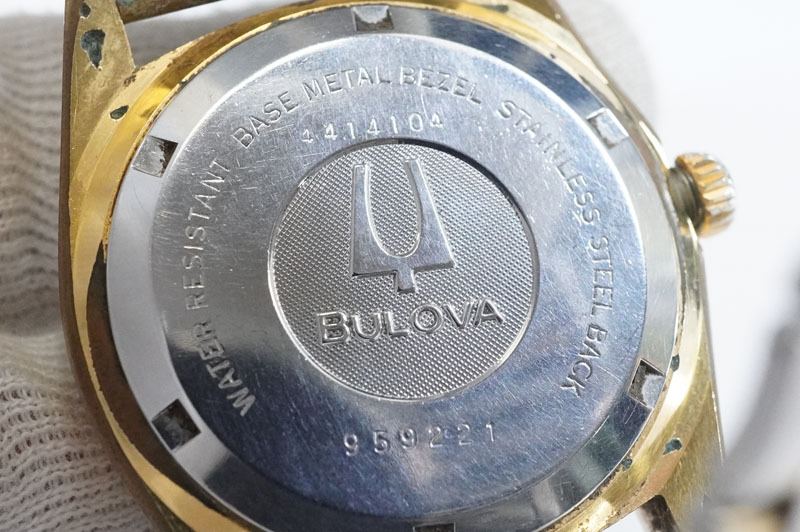 WATER RESISTANT BASE METAL BEZEL STAINLESS STEEL BACK
4414104
BULOVA
959221